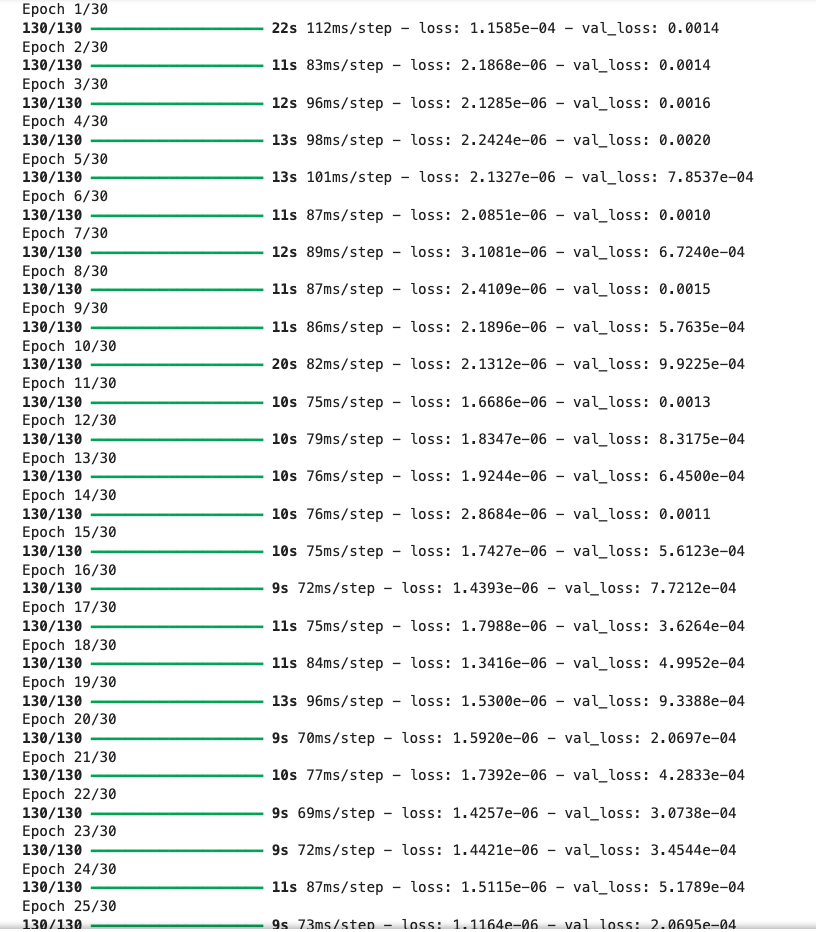 Epoch 1/30
130/130 ━━━━━━━━━━━━━━━━━━━━ 22s 112ms/step - loss: 1.1585e-04 - val_loss: 0.0014
Epoch 2/30
130/130 ━━━━━━━━━━━━━━━━━━━━ 11s 83ms/step - loss: 2.1868e-06 - val_loss: 0.0014
Epoch 3/30
130/130 ━━━━━━━━━━━━━━━━━━━━ 12s 96ms/step - loss: 2.1285e-06 - val_loss: 0.0016
Epoch 4/30
130/130 ━━━━━━━━━━━━━━━━━━━━ 13s 98ms/step - loss: 2.2424e-06 - val_loss: 0.0020
Epoch 5/30
130/130 ━━━━━━━━━━━━━━━━━━━━ 13s 101ms/step - loss: 2.1327e-06 - val_loss: 7.8537e-04
Epoch 6/30
130/130 ━━━━━━━━━━━━━━━━━━━━ 11s 87ms/step - loss: 2.0851e-06 - val_loss: 0.0010
Epoch 7/30
130/130 ━━━━━━━━━━━━━━━━━━━━ 12s 89ms/step - loss: 3.1081e-06 - val_loss: 6.7240e-04
Epoch 8/30
130/130 ━━━━━━━━━━━━━━━━━━━━ 11s 87ms/step - loss: 2.4109e-06 - val_loss: 0.0015
Epoch 9/30
130/130 ━━━━━━━━━━━━━━━━━━━━ 11s 86ms/step - loss: 2.1896e-06 - val_loss: 5.7635e-04
Epoch 10/30
130/130 ━━━━━━━━━━━━━━━━━━━━ 20s 82ms/step - loss: 2.1312e-06 - val_loss: 9.9225e-04
Epoch 11/30
130/130 ━━━━━━━━━━━━━━━━━━━━ 10s 75ms/step - loss: 1.6686e-06 - val_loss: 0.0013
Epoch 12/30
130/130 ━━━━━━━━━━━━━━━━━━━━ 10s 79ms/step - loss: 1.8347e-06 - val_loss: 8.3175e-04
Epoch 13/30
130/130 ━━━━━━━━━━━━━━━━━━━━ 10s 76ms/step - loss: 1.9244e-06 - val_loss: 6.4500e-04
Epoch 14/30
130/130 ━━━━━━━━━━━━━━━━━━━━ 10s 76ms/step - loss: 2.8684e-06 - val_loss: 0.0011
Epoch 15/30
130/130 ━━━━━━━━━━━━━━━━━━━━ 10s 75ms/step - loss: 1.7427e-06 - val_loss: 5.6123e-04
Epoch 16/30
130/130 ━━━━━━━━━━━━━━━━━━━━ 9s 72ms/step - loss: 1.4393e-06 - val_loss: 7.7212e-04
Epoch 17/30
130/130 ━━━━━━━━━━━━━━━━━━━━ 11s 75ms/step - loss: 1.7988e-06 - val_loss: 3.6264e-04
Epoch 18/30
130/130 ━━━━━━━━━━━━━━━━━━━━ 11s 84ms/step - loss: 1.3416e-06 - val_loss: 4.9952e-04
Epoch 19/30
130/130 ━━━━━━━━━━━━━━━━━━━━ 13s 96ms/step - loss: 1.5300e-06 - val_loss: 9.3388e-04
Epoch 20/30
130/130 ━━━━━━━━━━━━━━━━━━━━ 9s 70ms/step - loss: 1.5920e-06 - val_loss: 2.0697e-04
Epoch 21/30
130/130 ━━━━━━━━━━━━━━━━━━━━ 10s 77ms/step - loss: 1.7392e-06 - val_loss: 4.2833e-04
Epoch 22/30
130/130 ━━━━━━━━━━━━━━━━━━━━ 9s 69ms/step - loss: 1.4257e-06 - val_loss: 3.0738e-04
Epoch 23/30
130/130 ━━━━━━━━━━━━━━━━━━━━ 9s 72ms/step - loss: 1.4421e-06 - val_loss: 3.4544e-04
Epoch 24/30
130/130 ━━━━━━━━━━━━━━━━━━━━ 11s 87ms/step - loss: 1.5115e-06 - val_loss: 5.1789e-04
Epoch 25/30
130/130 ━━━━━━━━━━━━━━━━━━━━ 9s 73ms/step - loss: 1.1164e-06 - val_loss: 2.0695e-04